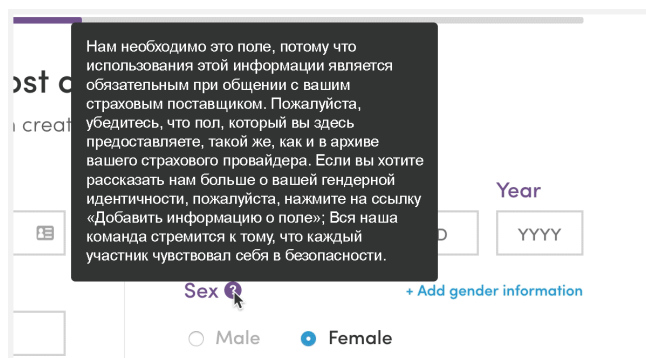 Нам необходимо это поле, потому что
использования этой информации является
обязательным при общении с вашим
страховым поставщиком. Пожалуйста,
убедитесь, что пол, который вы здесь
предоставляете, такой же, как и в архиве
вашего страхового провайдера. Если вы хотите
рассказать нам больше о вашей гендерной
идентичности, пожалуйста, нажмите на ссылку
«Добавить информацию о поле»; Вся наша
команда стремится к тому, что каждый
участник чувствовал себя в безопасности.
Year
YYYY
Sex ?
+ Add gender information
Male
Female